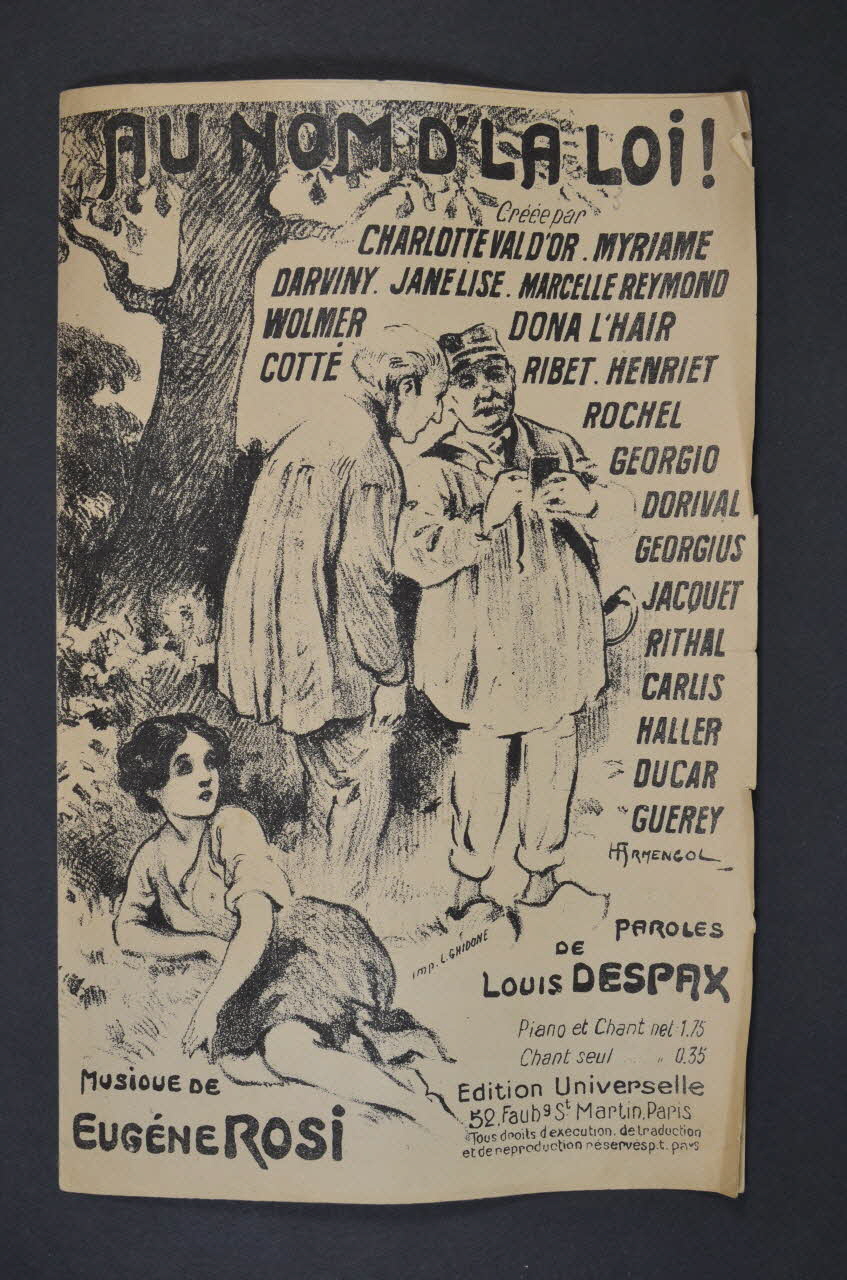 AU NOM D'LA LOI!
Créée par
CHARLOTTE VALD'OR. MYRIAME
DARVINY. JANE LISE. MARCELLE REYMOND
WOLMER DONA L'HAIR
COTTÉ RIBET. HENRIET
ROCHEL
GEORGIO
DORIVAL
GEORGIUS
JACQUET
RITHAL
CARLIS
HALLER
DUCAR
GUEREY
HARMENGOL
imp. L. GHIDONE
PAROLES
DE
LOUIS DESPAX
Piano et Chant net 1.75
Chant seul .... „ 0.35
MUSIQUE DE
EUGÉNE ROSI
Edition Universelle
52, Faubg St Martin, Paris
Tous droits d'execution, de traduction
et de reproduction réserves p.t. pays